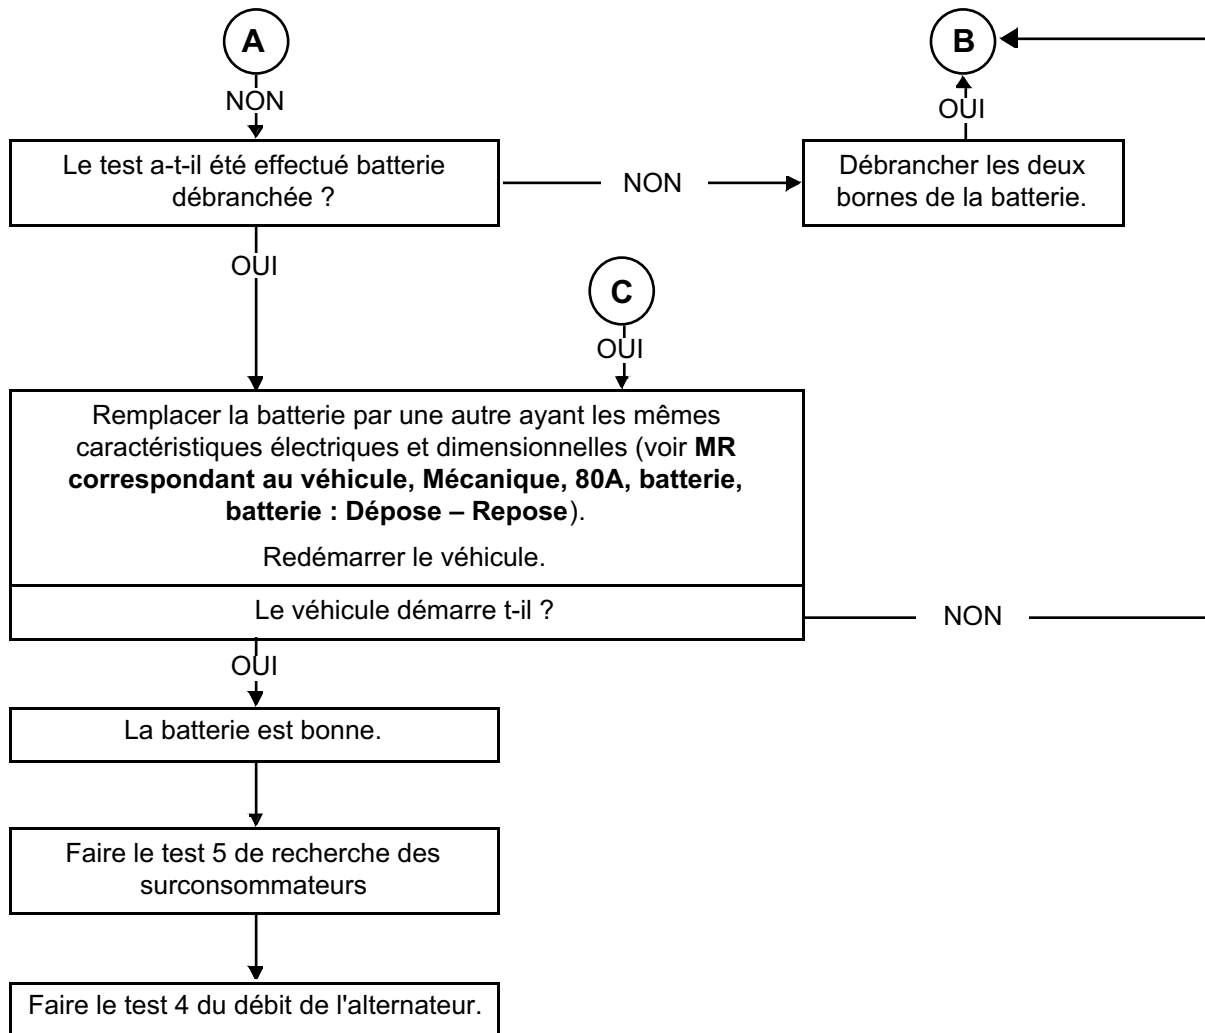 A
B
NON
OUI
Le test a-t-il été effectué batterie
débranchée ?
NON
Débrancher les deux
bornes de la batterie.
OUI
C
OUI
Remplacer la batterie par une autre ayant les mêmes
caractéristiques électriques et dimensionnelles (voir MR
correspondant au véhicule, Mécanique, 80A, batterie,
batterie : Dépose – Repose).
Redémarrer le véhicule.
Le véhicule démarre t-il ?
NON
OUI
La batterie est bonne.
Faire le test 5 de recherche des
surconsommateurs
Faire le test 4 du débit de l'alternateur.